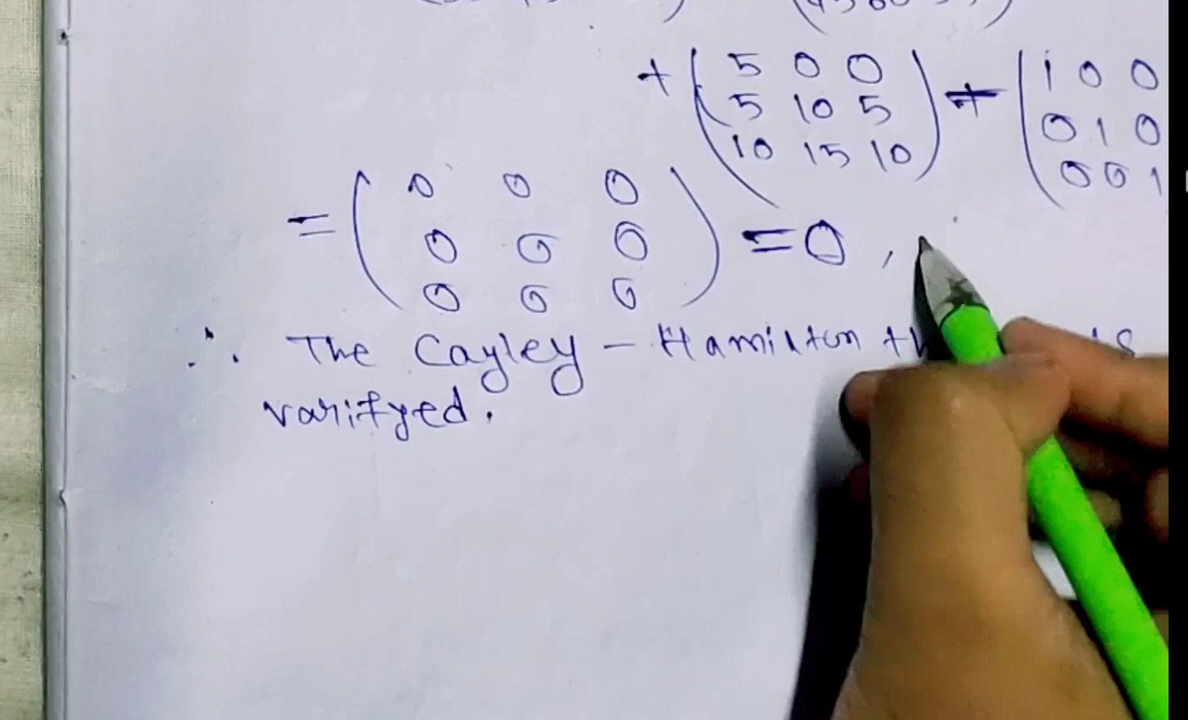 + ( 5 0 0 ) + ( 1 0 0
5 10 5 0 1 0
10 15 10 0 0 1
= ( 0 0 0
0 0 0 ) = 0 ,
0 0 0
∴ The Cayley - Hamilton
varifyed.